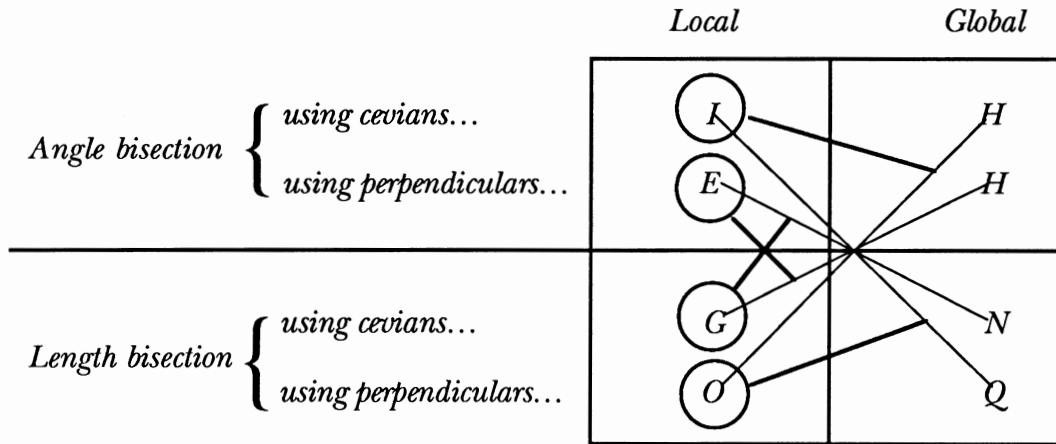 Local Global
using cevians... I H
Angle bisection
using perpendiculars... E H
using cevians... G N
Length bisection
using perpendiculars... O Q